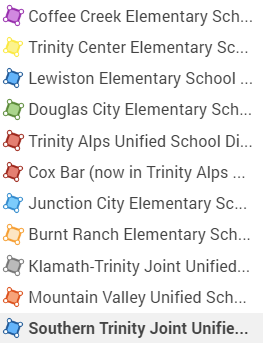 Coffee Creek Elementary Sch...
Trinity Center Elementary Sc...
Lewiston Elementary School ...
Douglas City Elementary Sch...
Trinity Alps Unified School Di...
Cox Bar (now in Trinity Alps ...
Junction City Elementary Sc...
Burnt Ranch Elementary Sch...
Klamath-Trinity Joint Unified...
Mountain Valley Unified Sch...
Southern Trinity Joint Unifie...